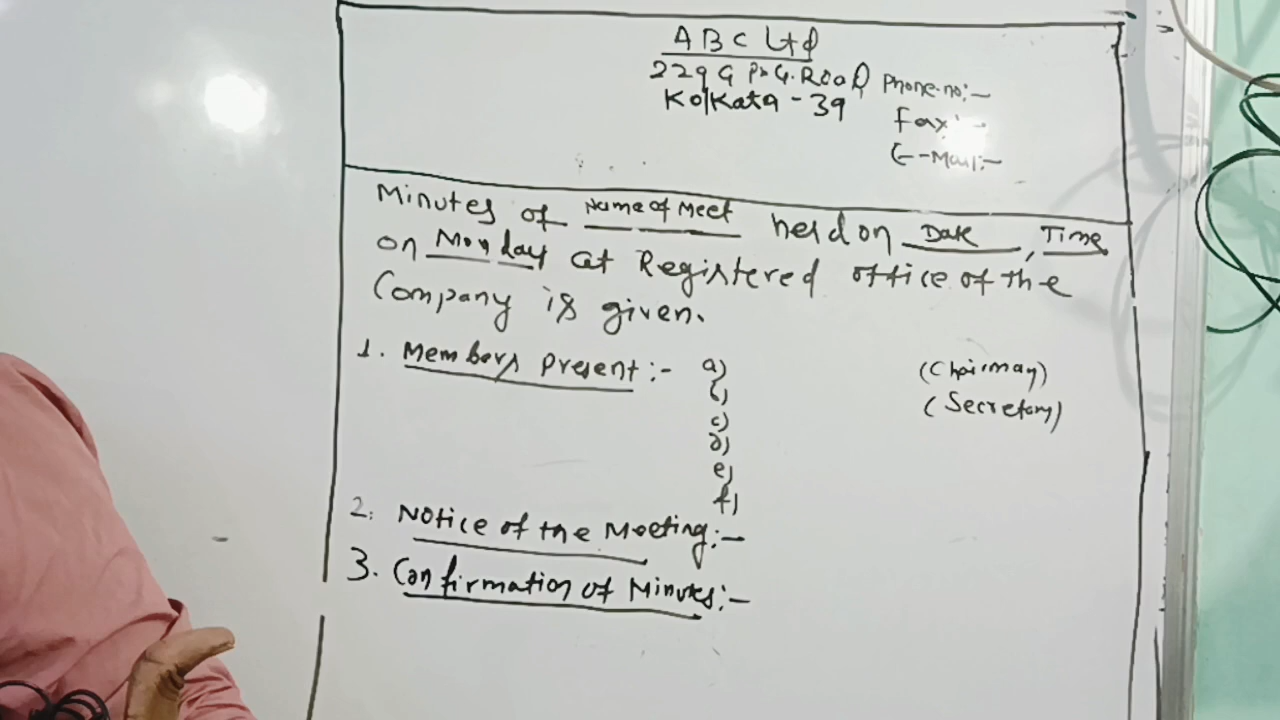 ABC Ltd
229 G P.G. Road Phone.no:-
Kolkata - 39
Fax:-
E-Mail:-
Minutes of Name of Meet held on Date, Time
on Monday at Registered office of the
Company is given.
1. Members Present:- a) (Chairman)
b) (Secretary)
c)
d)
e)
f)
2. Notice of the Meeting:-
3. Confirmation of Minutes:-